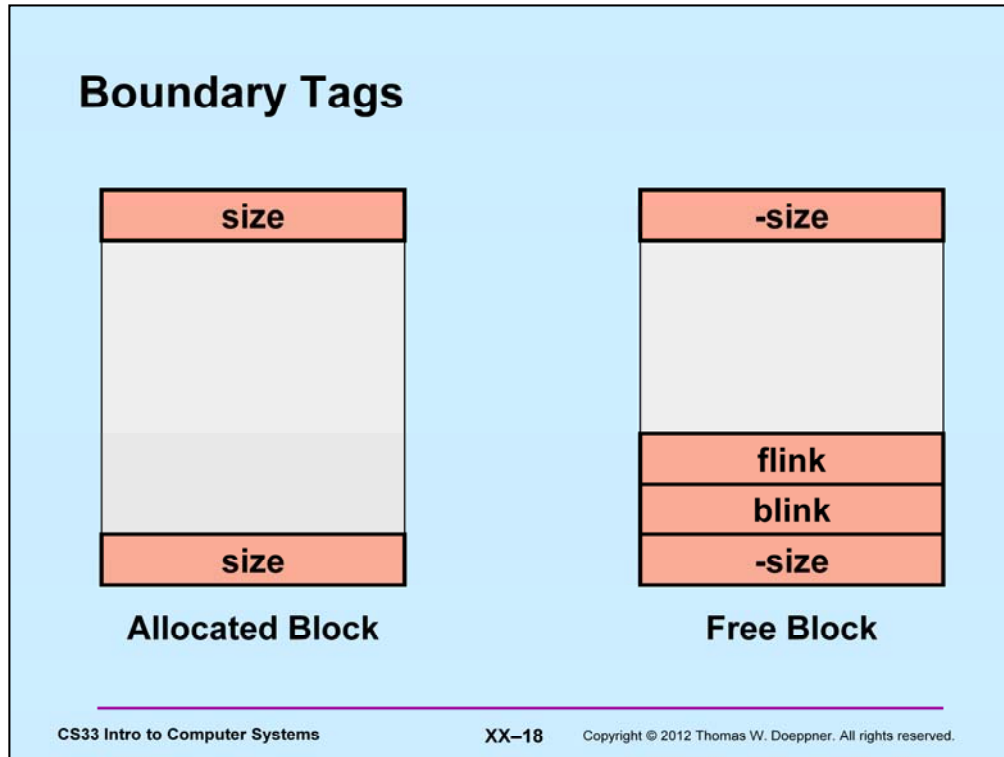 Boundary Tags
size
size
Allocated Block
-size
flink
blink
-size
Free Block
CS33 Intro to Computer Systems
XX–18
Copyright © 2012 Thomas W. Doeppner. All rights reserved.